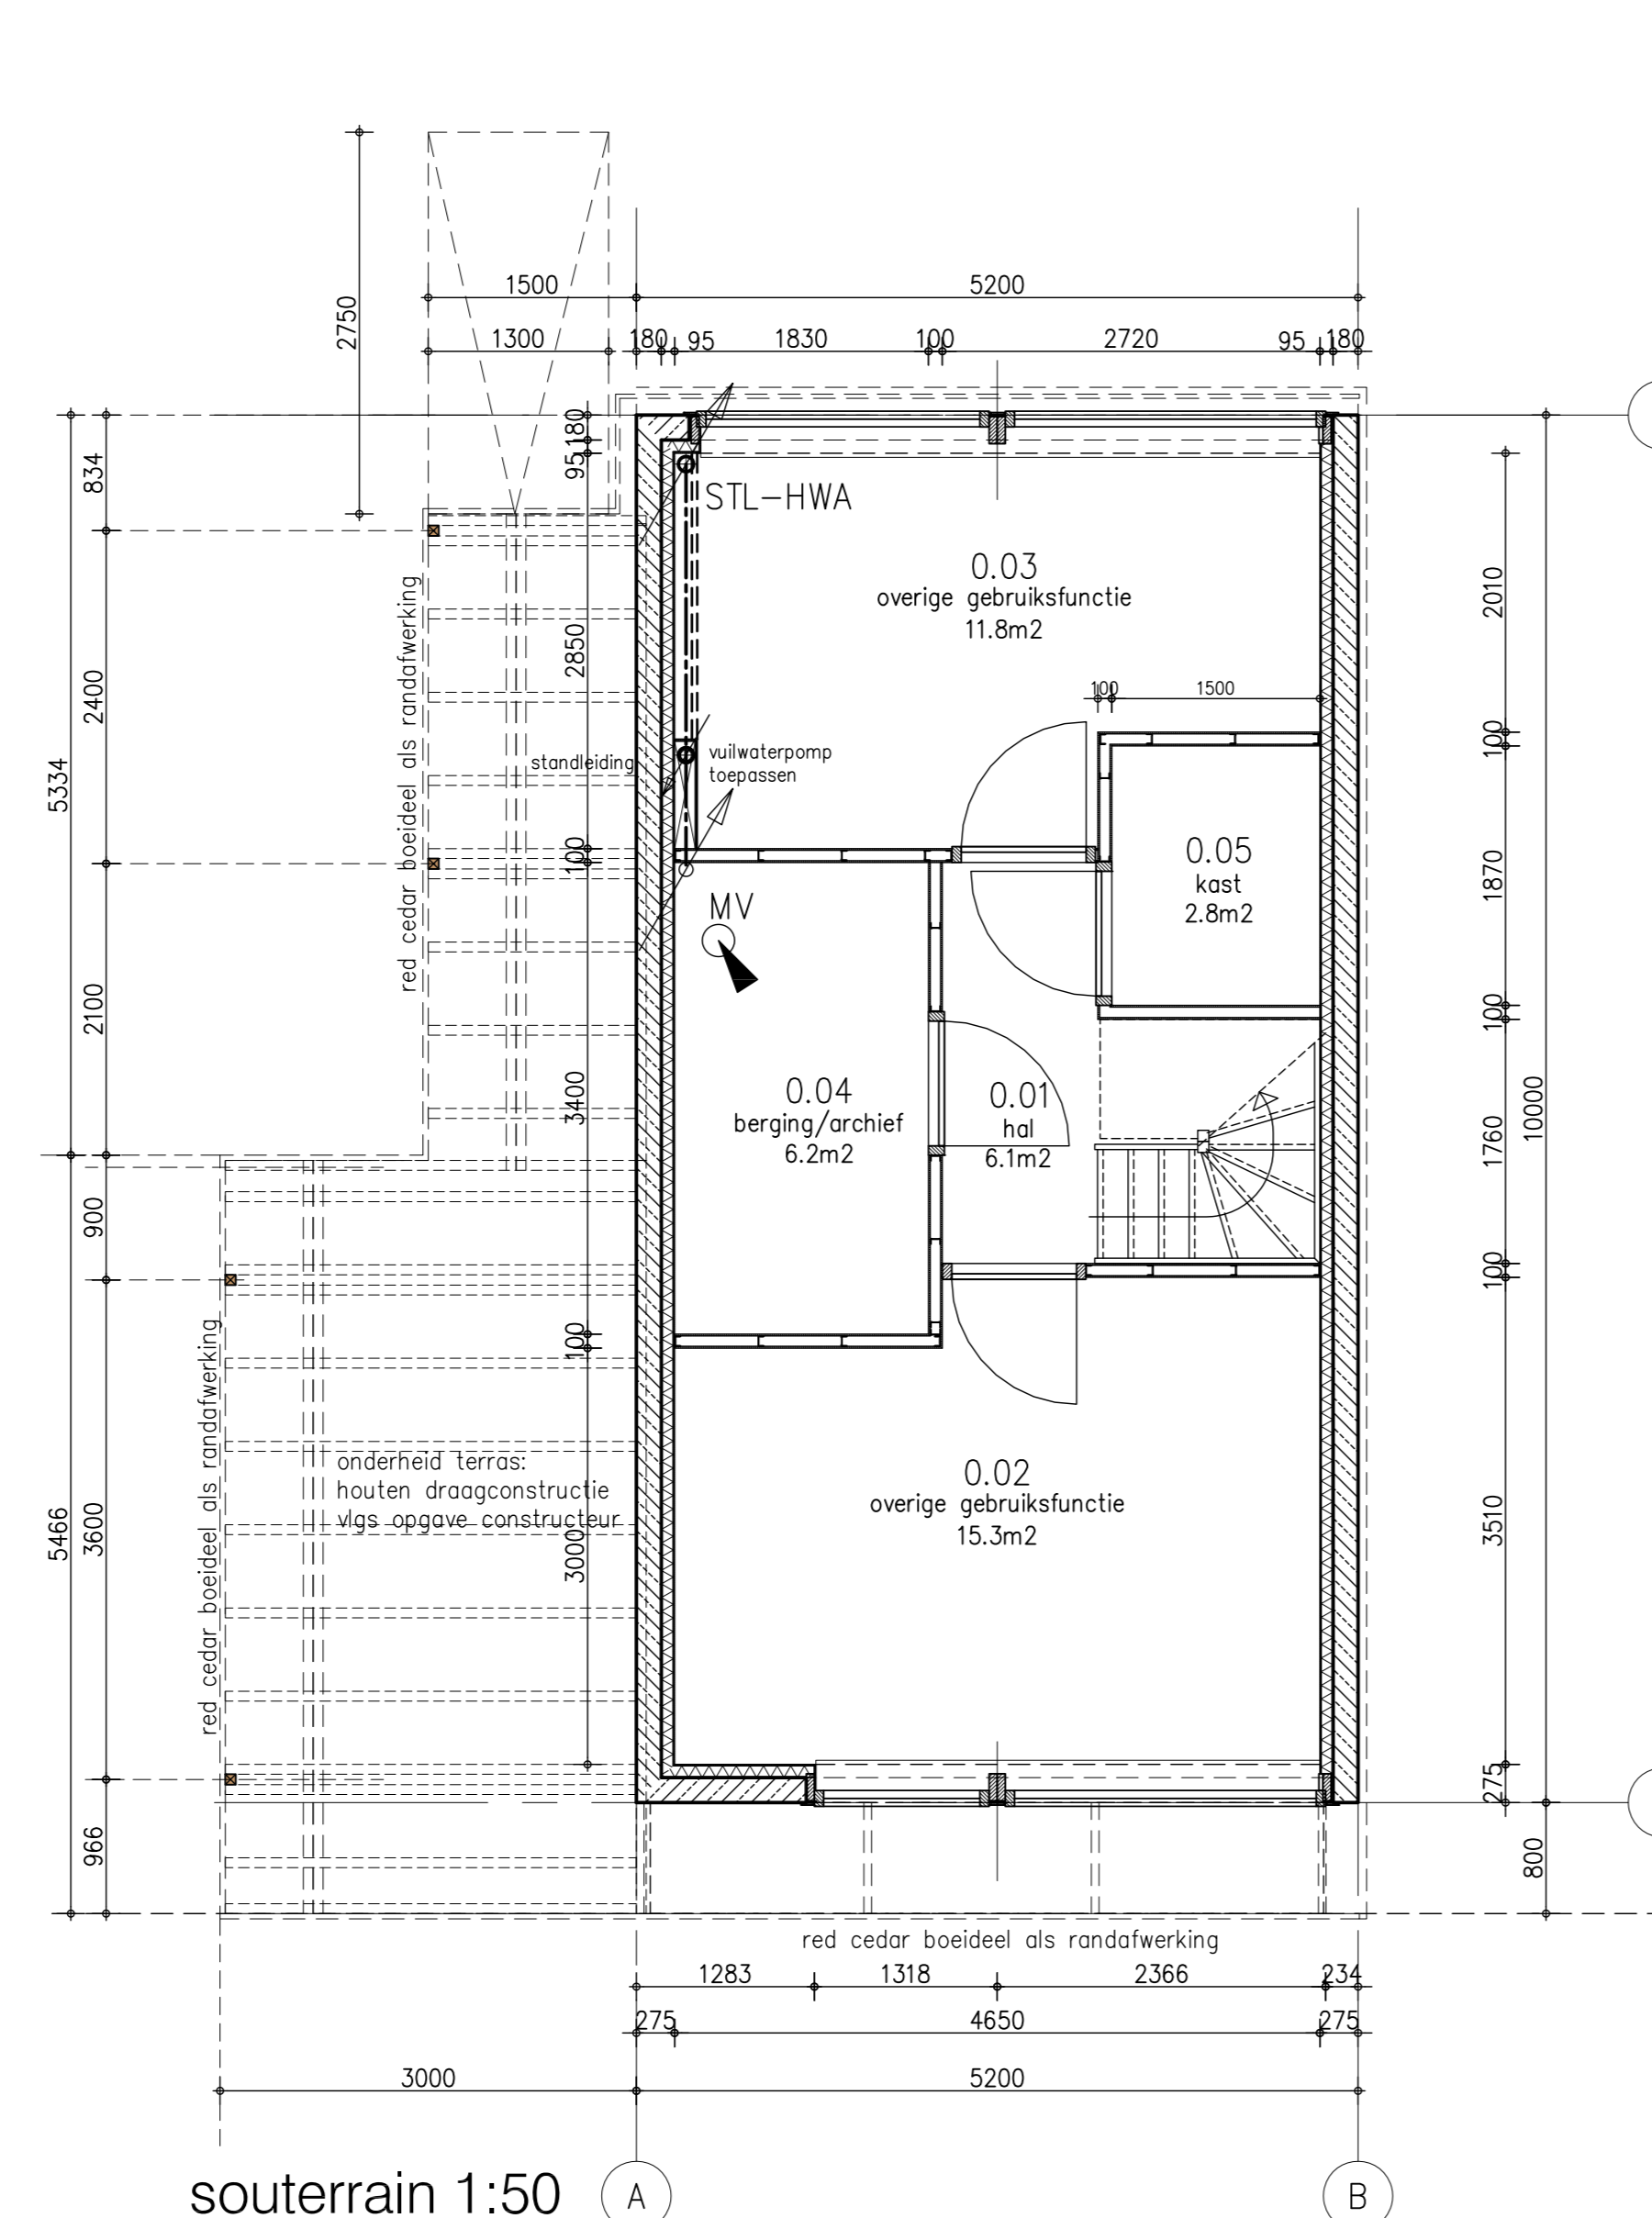 1500
5200
2750
1300
180
95
1830
100
2720
95
180
834
180
95
STL-HWA
0.03
overige gebruiksfunctie
11.8m2
2010
red cedar boeideel als randafwerking
2850
2400
100
1500
5334
standleiding
vuilwaterpomp
toepassen
100
100
0.05
kast
2.8m2
1870
MV
2100
100
3400
0.04
berging/archief
6.2m2
0.01
hal
6.1m2
1760
10000
900
100
100
red cedar boeideel als randafwerking
onderheid terras:
houten draagconstructie
vlgs opgave constructeur
0.02
overige gebruiksfunctie
15.3m2
5466
3600
3000
3510
275
966
800
red cedar boeideel als randafwerking
1283
1318
2366
234
275
4650
275
3000
5200
souterrain 1:50
A
B